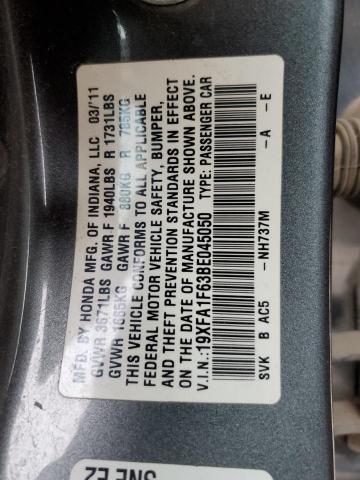 MFD. BY HONDA MFG. OF INDIANA, LLC 03/'11
GVWR 3671LBS GAWR F 1940LBS R 1731LBS
GVWR 1665KG GAWR F 880KG R 785KG
THIS VEHICLE CONFORMS TO ALL APPLICABLE
FEDERAL MOTOR VEHICLE SAFETY, BUMPER,
AND THEFT PREVENTION STANDARDS IN EFFECT
ON THE DATE OF MANUFACTURE SHOWN ABOVE.
V.I.N.: 19XFA1F63BE045050 TYPE: PASSENGER CAR
SVK B AC5 - NH737M - A - E